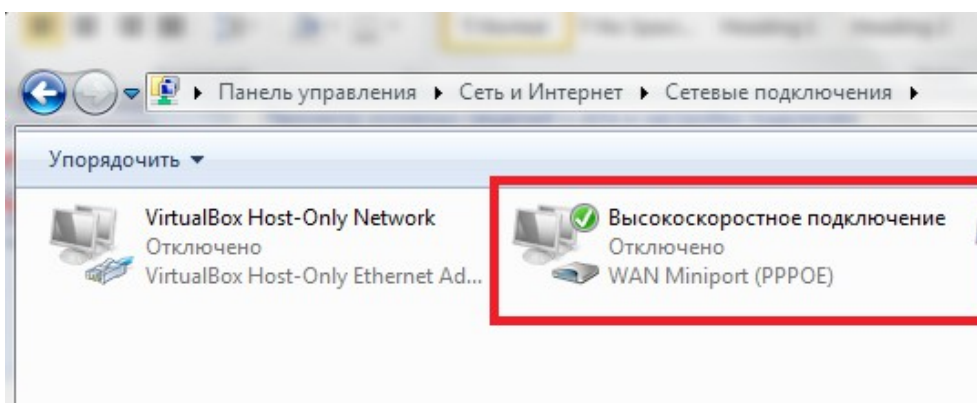 Панель управления ▸ Сеть и Интернет ▸ Сетевые подключения ▸
Упорядочить ▾
VirtualBox Host-Only Network
Отключено
VirtualBox Host-Only Ethernet Ad...
Высокоскоростное подключение
Отключено
WAN Miniport (PPPOE)